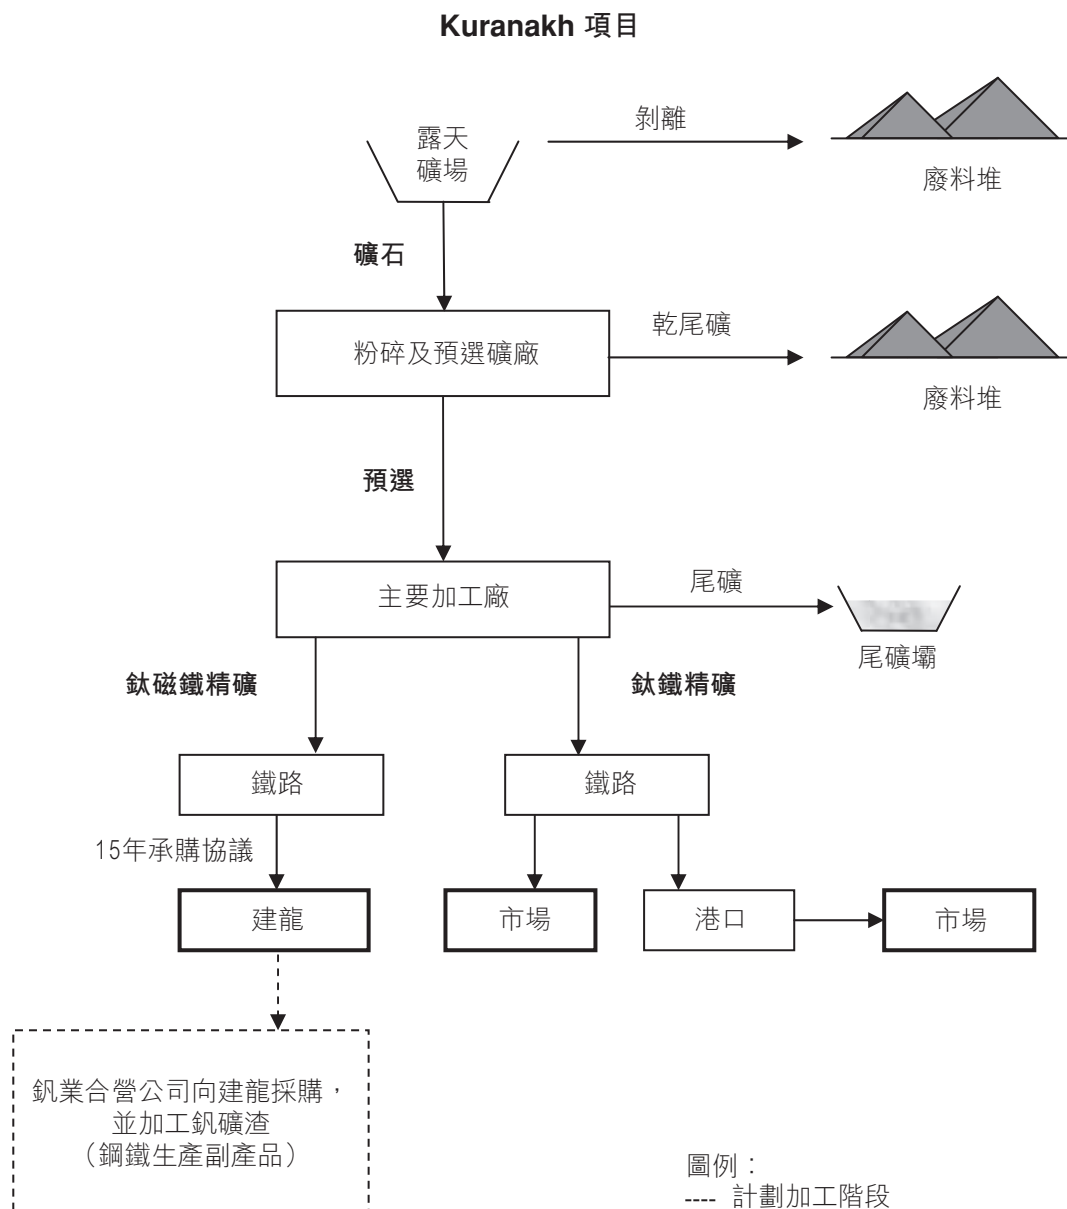 Kuranakh 項目
露天
礦場
剝離
廢料堆
礦石
粉碎及預選礦廠
乾尾礦
廢料堆
預選
主要加工廠
尾礦
尾礦壩
鈦磁鐵精礦
鈦鐵精礦
鐵路
鐵路
15年承購協議
建龍
市場
港口
市場
釩業合營公司向建龍採購，
並加工釩礦渣
（鋼鐵生產副產品）
圖例：
---- 計劃加工階段